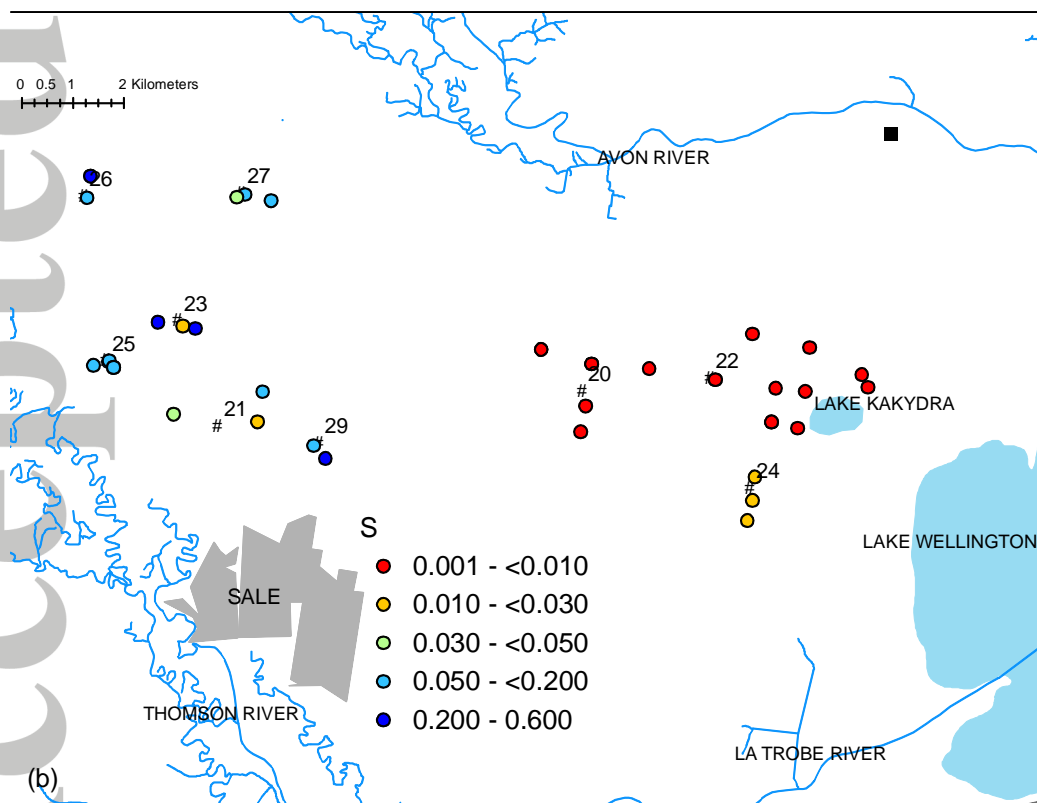 0 0.5 1 2 Kilometers
AVON RIVER
26
27
23
25
20
22
21
29
LAKE KAKYDRA
24
LAKE WELLINGTON
S
0.001 - <0.010
0.010 - <0.030
0.030 - <0.050
0.050 - <0.200
0.200 - 0.600
SALE
THOMSON RIVER
LA TROBE RIVER
(b)
Accepted